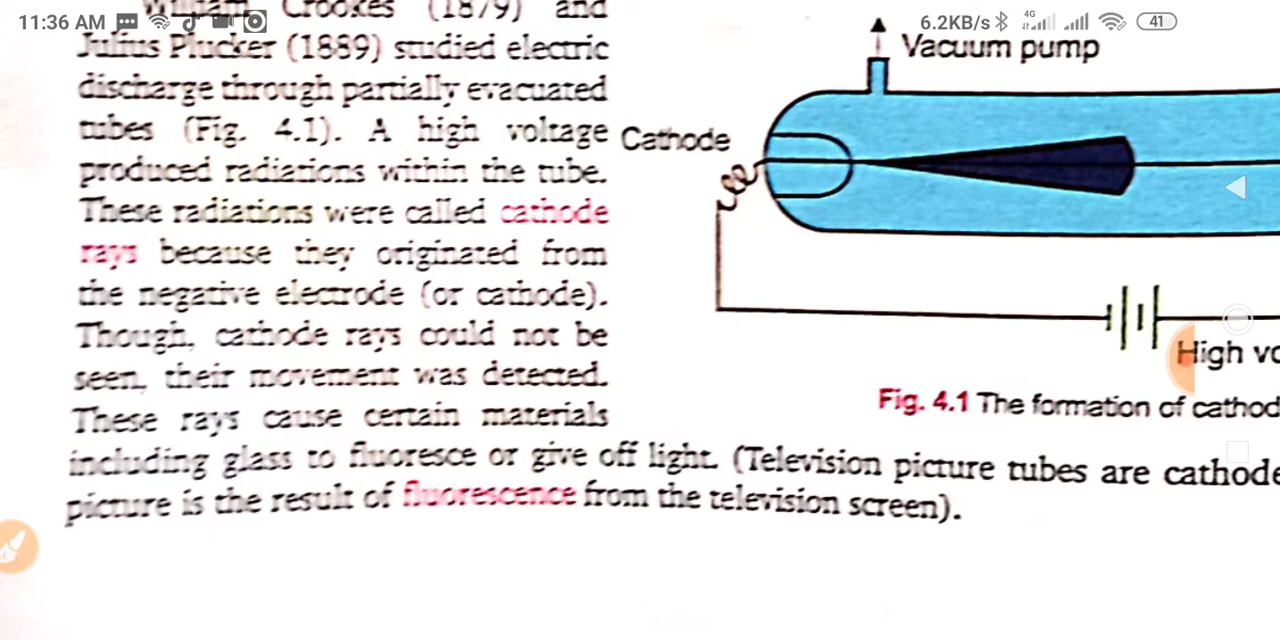 11:36 AM
6.2KB/s
4G
41
William Crookes (1879) and
Julius Plucker (1889) studied electric
discharge through partially evacuated
tubes (Fig. 4.1). A high voltage
produced radiations within the tube.
These radiations were called cathode
rays because they originated from
the negative electrode (or cathode).
Though, cathode rays could not be
seen, their movement was detected.
These rays cause certain materials
including glass to fluoresce or give off light. (Television picture tubes are cathode
picture is the result of fluorescence from the television screen).
Vacuum pump
Cathode
High vo
Fig. 4.1 The formation of cathod